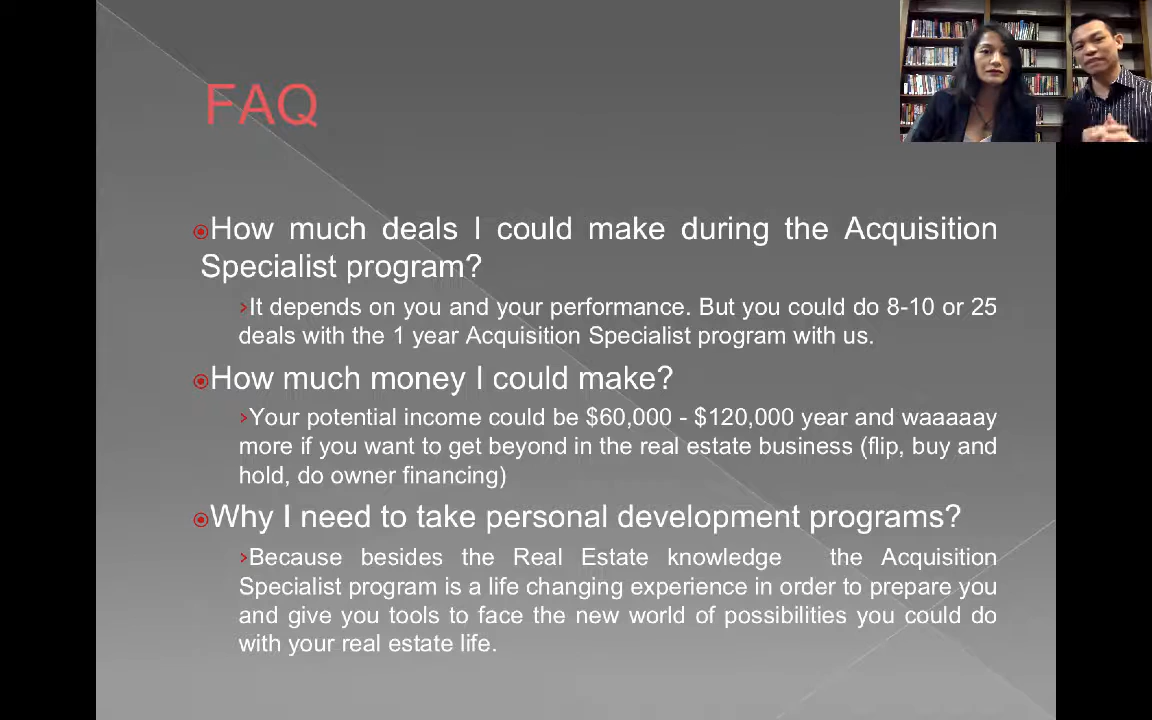 FAQ
How much deals I could make during the Acquisition
Specialist program?
›It depends on you and your performance. But you could do 8-10 or 25
deals with the 1 year Acquisition Specialist program with us.
How much money I could make?
›Your potential income could be $60,000 - $120,000 year and waaaaay
more if you want to get beyond in the real estate business (flip, buy and
hold, do owner financing)
Why I need to take personal development programs?
›Because besides the Real Estate knowledge the Acquisition
Specialist program is a life changing experience in order to prepare you
and give you tools to face the new world of possibilities you could do
with your real estate life.